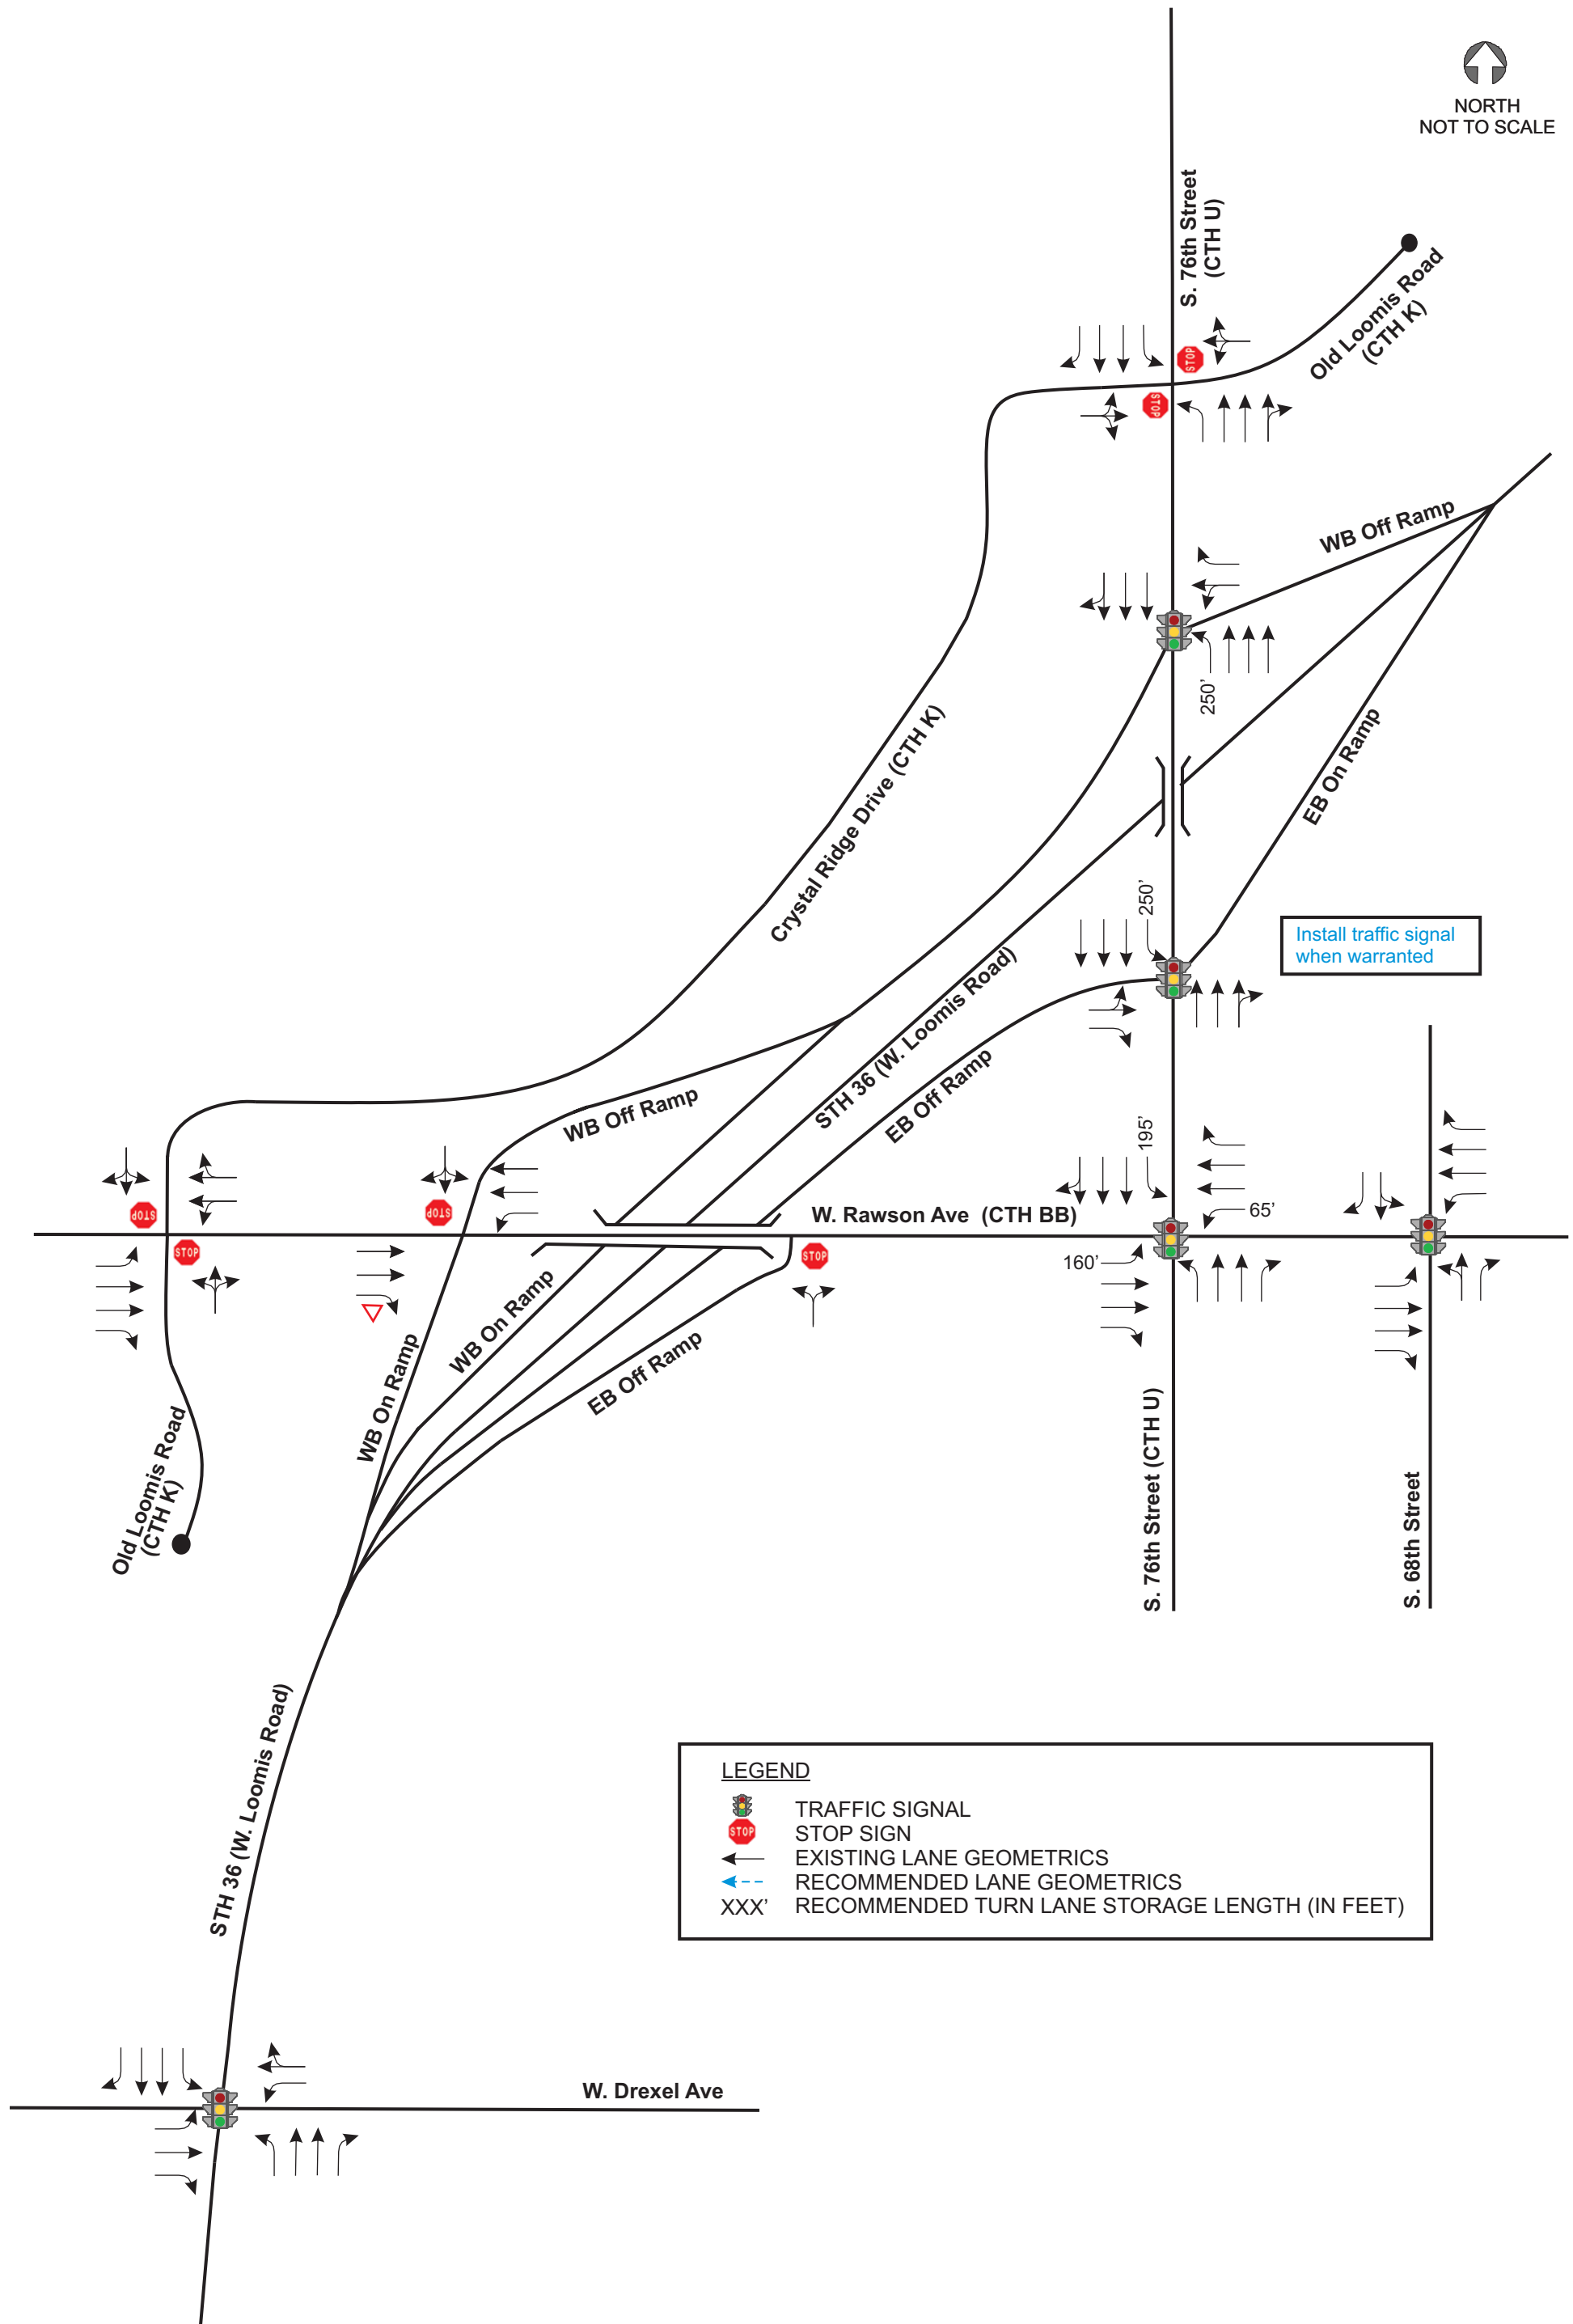 NORTH
NOT TO SCALE
S. 76th Street
(CTH U)
Old Loomis Road
(CTH K)
STOP
STOP
WB Off Ramp
250'
Crystal Ridge Drive (CTH K)
EB On Ramp
250'
Install traffic signal
when warranted
STH 36 (W. Loomis Road)
EB Off Ramp
WB Off Ramp
195'
STOP
STOP
W. Rawson Ave (CTH BB)
65'
STOP
STOP
160'
WB On Ramp
WB On Ramp
EB Off Ramp
Old Loomis Road
(CTH K)
S. 76th Street (CTH U)
S. 68th Street
STH 36 (W. Loomis Road)
LEGEND
TRAFFIC SIGNAL
STOP
STOP SIGN
EXISTING LANE GEOMETRICS
RECOMMENDED LANE GEOMETRICS
XXX' RECOMMENDED TURN LANE STORAGE LENGTH (IN FEET)
W. Drexel Ave